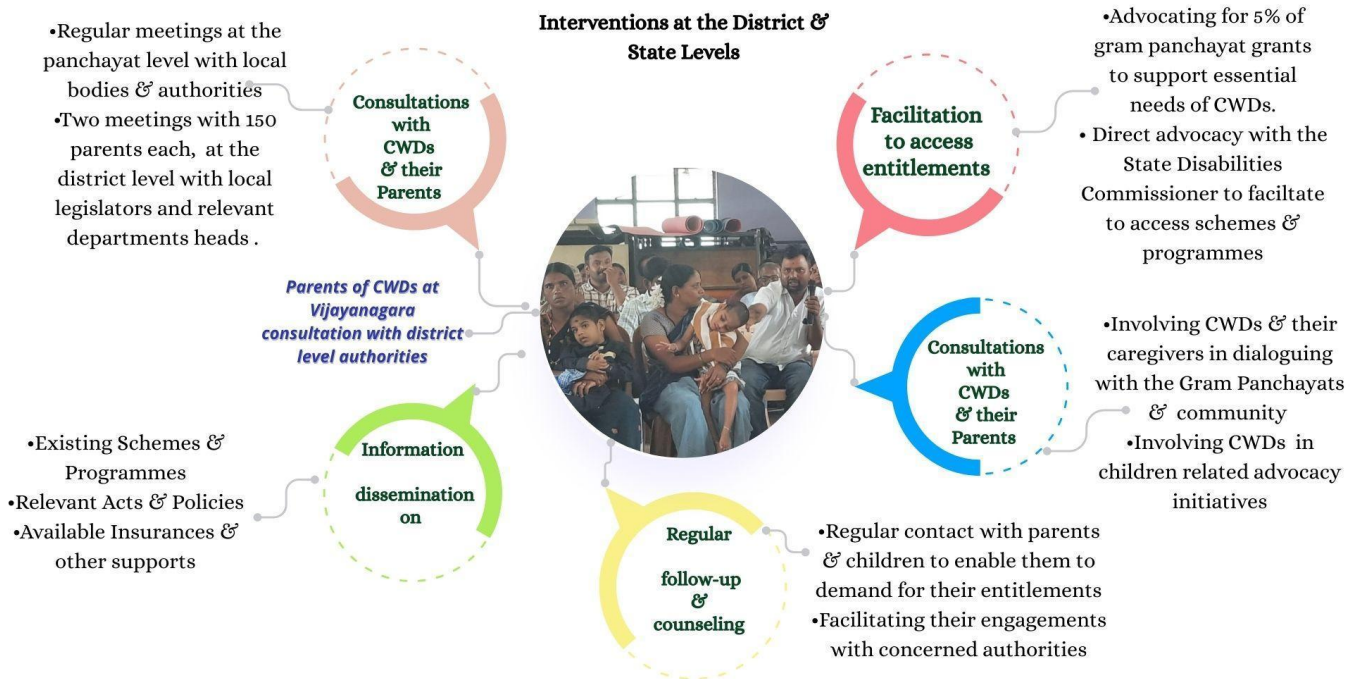 Interventions at the District &
State Levels
•Regular meetings at the
panchayat level with local
bodies & authorities
•Two meetings with 150
parents each, at the
district level with local
legislators and relevant
departments heads .
Consultations
with
CWDs
& their
Parents
Facilitation
to access
entitlements
•Advocating for 5% of
gram panchayat grants
to support essential
needs of CWDs.
• Direct advocacy with the
State Disabilities
Commissioner to faciltate
to access schemes &
programmes
Parents of CWDs at
Vijayanagara
consultation with district
level authorities
Consultations
with
CWDs
& their
Parents
•Involving CWDs & their
caregivers in dialoguing
with the Gram Panchayats
& community
•Involving CWDs in
children related advocacy
initiatives
•Existing Schemes &
Programmes
•Relevant Acts & Policies
•Available Insurances &
other supports
Information
dissemination
on
Regular
follow-up
&
counseling
•Regular contact with parents
& children to enable them to
demand for their entitlements
•Facilitating their engagements
with concerned authorities